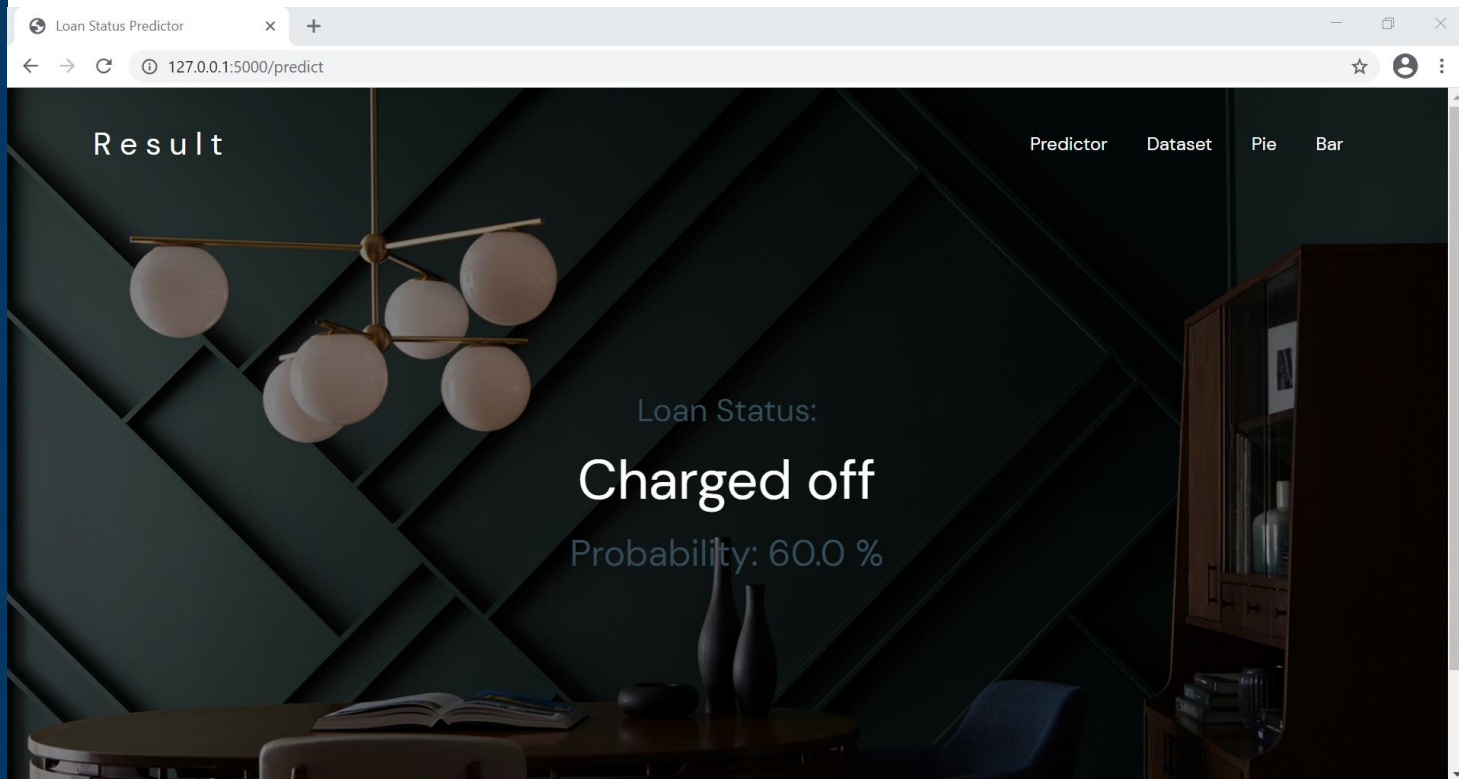 Loan Status Predictor
127.0.0.1:5000/predict
Result
Predictor Dataset Pie Bar
Loan Status:
Charged off
Probability: 60.0 %